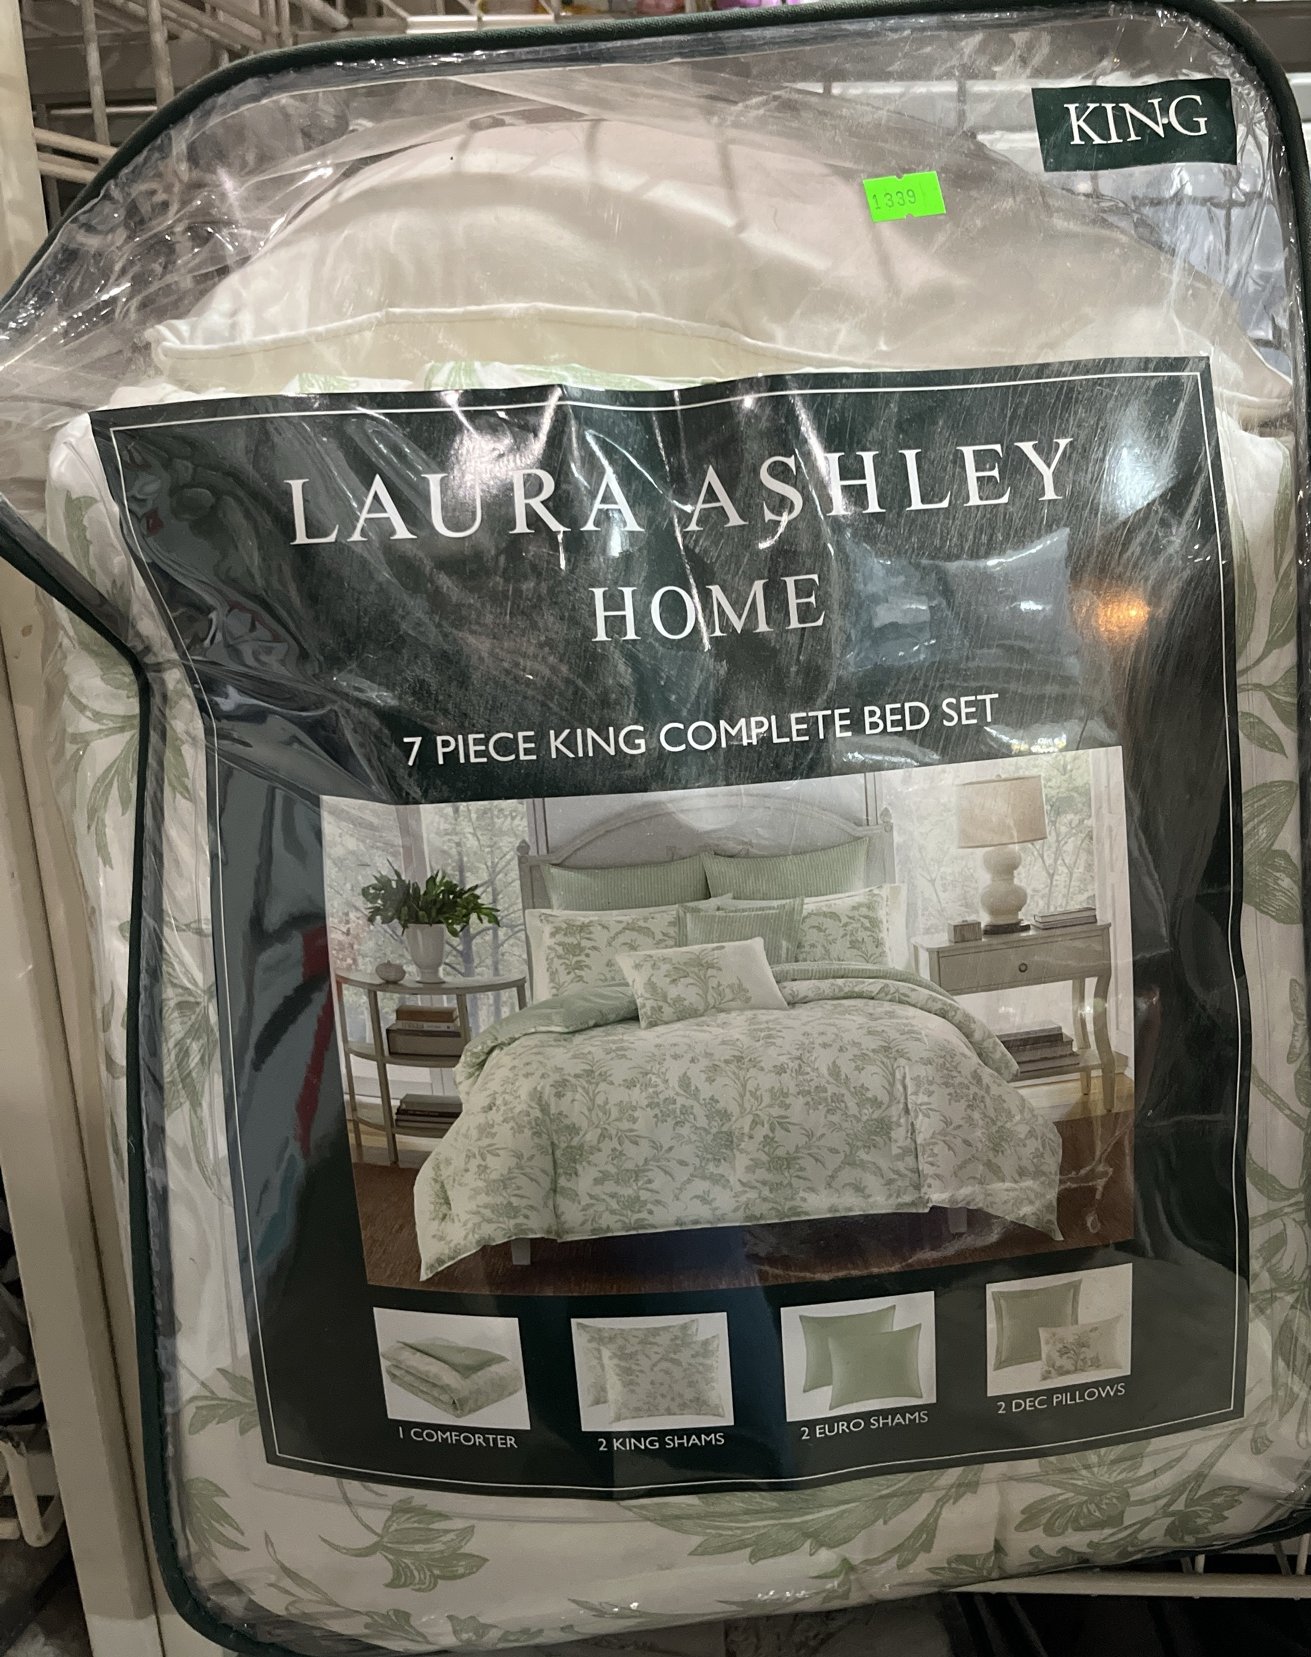 KING
1339
LAURA ASHLEY
HOME
7 PIECE KING COMPLETE BED SET
1 COMFORTER
2 KING SHAMS
2 EURO SHAMS
2 DEC PILLOWS